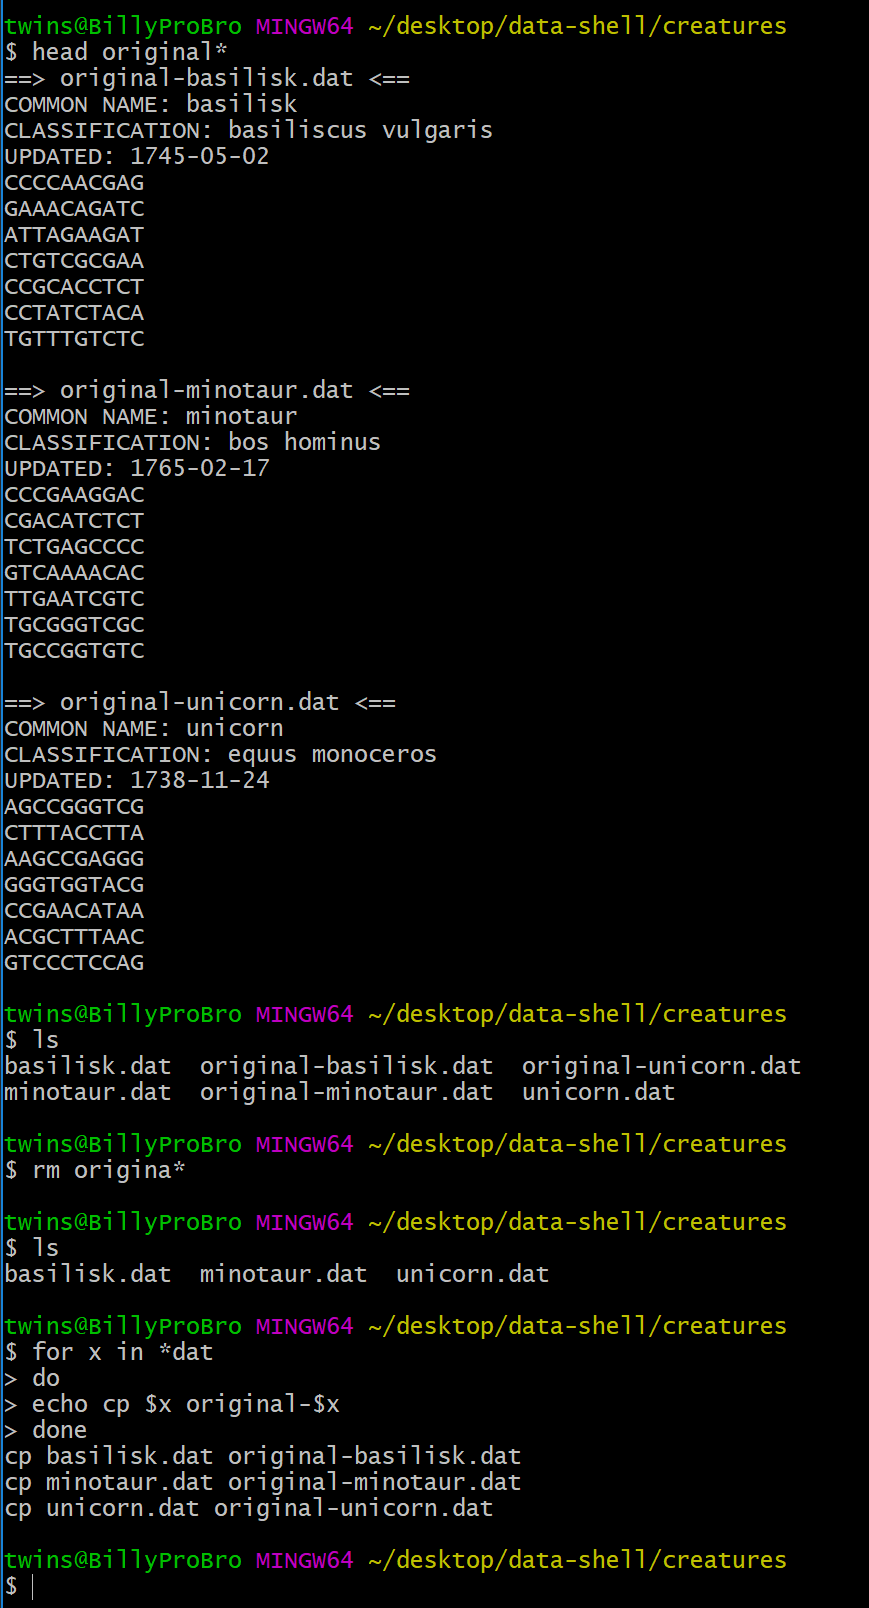 twins@BillyProBro MINGW64 ~/desktop/data-shell/creatures
$ head original*
==> original-basilisk.dat <==
COMMON NAME: basilisk
CLASSIFICATION: basiliscus vulgaris
UPDATED: 1745-05-02
CCCCAACGAG
GAAACAGATC
ATTAGAAGAT
CTGTCGCGAA
CCGCACCTCT
CCTATCTACA
TGTTTGTCTC
==> original-minotaur.dat <==
COMMON NAME: minotaur
CLASSIFICATION: bos hominus
UPDATED: 1765-02-17
CCCGAAGGAC
CGACATCTCT
TCTGAGCCCC
GTCAAAACAC
TTGAATCGTC
TGCGGGTCGC
TGCCGGTGTC
==> original-unicorn.dat <==
COMMON NAME: unicorn
CLASSIFICATION: equus monoceros
UPDATED: 1738-11-24
AGCCGGGTCG
CTTTACCTTA
AAGCCGAGGG
GGGTGGTACG
CCGAACATAA
ACGCTTTAAC
GTCCCTCCAG
twins@BillyProBro MINGW64 ~/desktop/data-shell/creatures
$ ls
basilisk.dat  original-basilisk.dat  original-unicorn.dat
minotaur.dat  original-minotaur.dat  unicorn.dat
twins@BillyProBro MINGW64 ~/desktop/data-shell/creatures
$ rm origina*
twins@BillyProBro MINGW64 ~/desktop/data-shell/creatures
$ ls
basilisk.dat  minotaur.dat  unicorn.dat
twins@BillyProBro MINGW64 ~/desktop/data-shell/creatures
$ for x in *dat
> do
> echo cp $x original-$x
> done
cp basilisk.dat original-basilisk.dat
cp minotaur.dat original-minotaur.dat
cp unicorn.dat original-unicorn.dat
twins@BillyProBro MINGW64 ~/desktop/data-shell/creatures
$